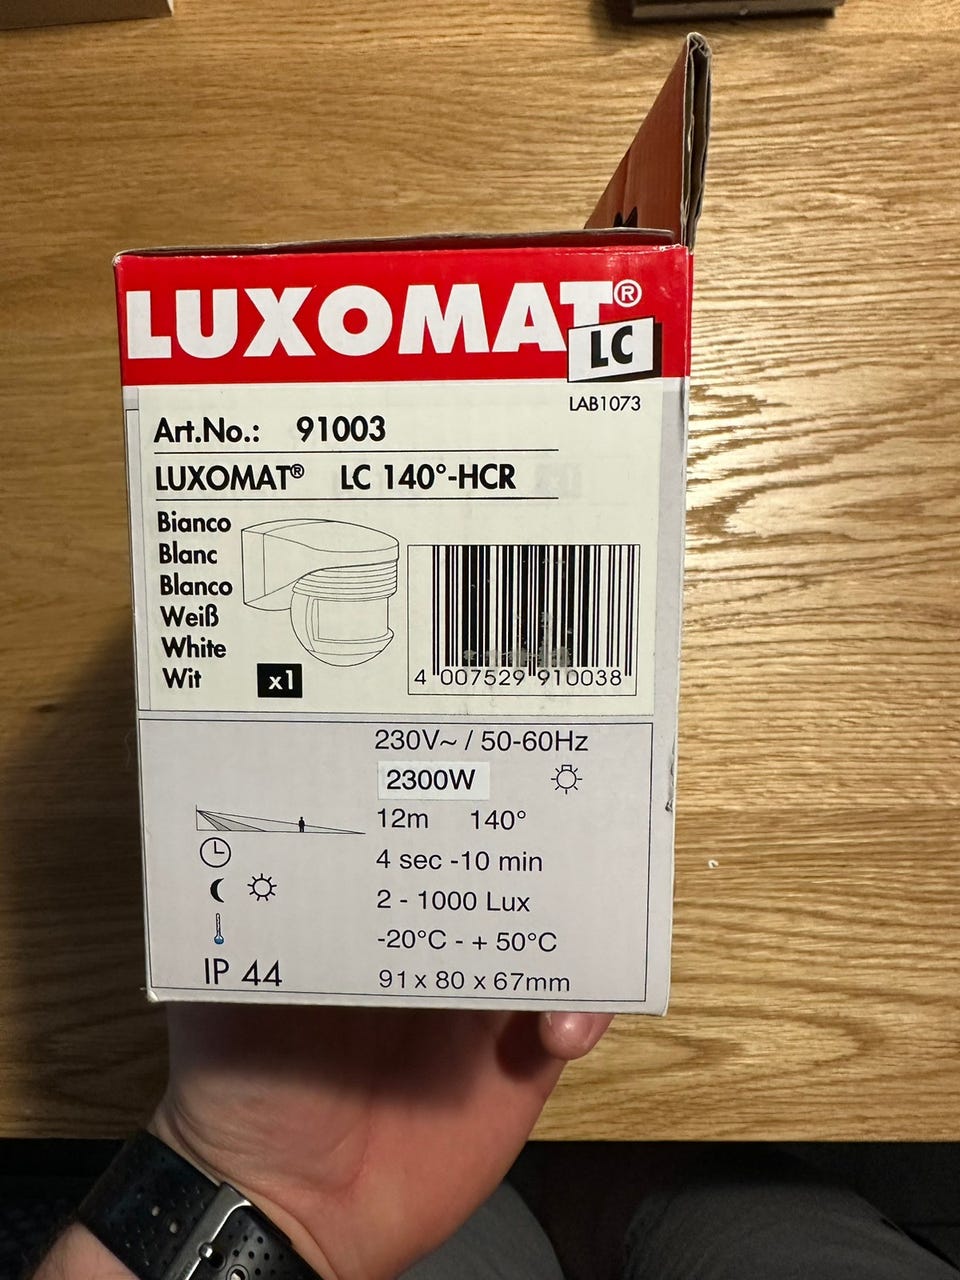 LUXOMAT®
LC
LAB1073
Art.No.: 91003
LUXOMAT® LC 140°-HCR
Bianco
Blanc
Blanco
Weiß
White
Wit
x1
4 007529 910038
230V~ / 50-60Hz
2300W
12m 140°
4 sec -10 min
2 - 1000 Lux
-20°C - + 50°C
IP 44 91 x 80 x 67mm